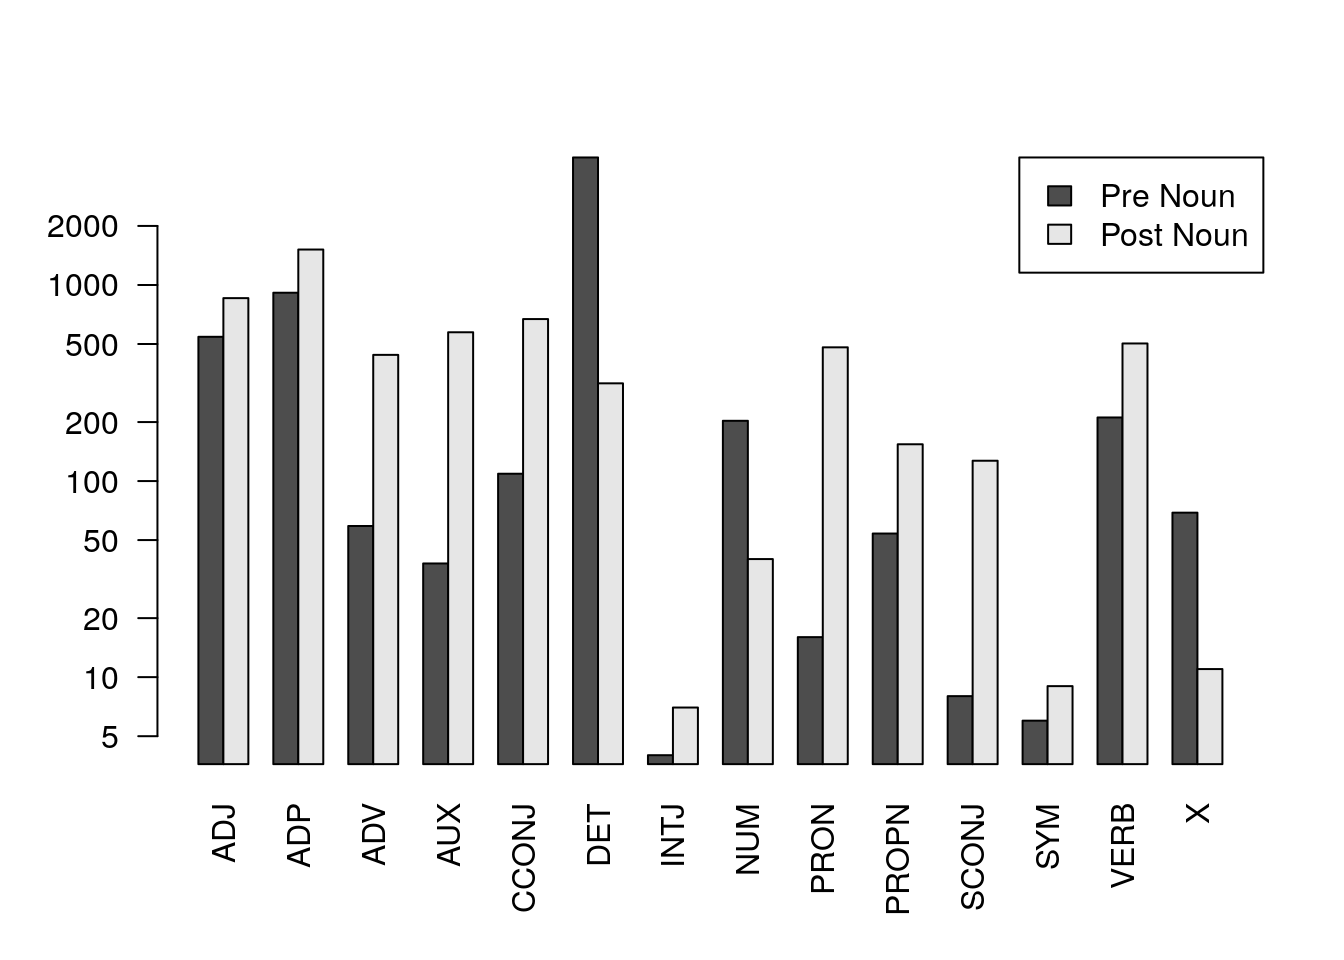 Pre Noun
Post Noun
2000
1000
500
200
100
50
20
10
5
ADJ
ADP
ADV
AUX
CCONJ
DET
INTJ
NUM
PRON
PROPN
SCONJ
SYM
VERB
X